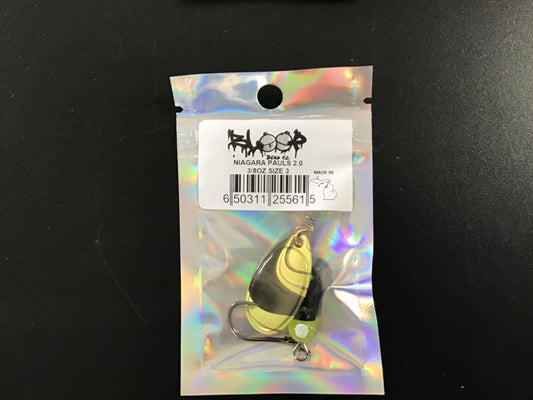 BLOOP
BEAD CO.
NIAGARA PAULS 2.0
3/8OZ SIZE 3
MADE IN
6 50311 25561 5